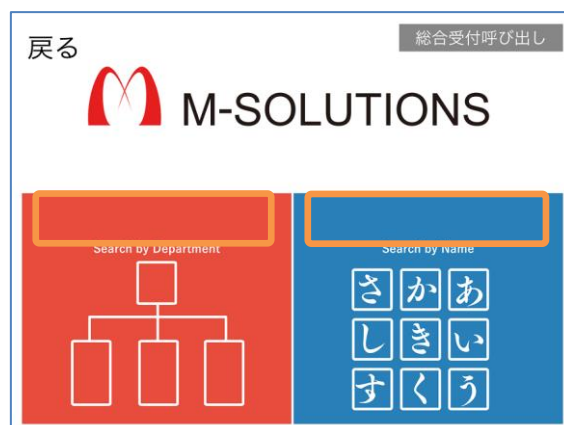 戻る
総合受付呼び出し
M-SOLUTIONS
Search by Department
Search by Name
さ か あ
し き い
す く う